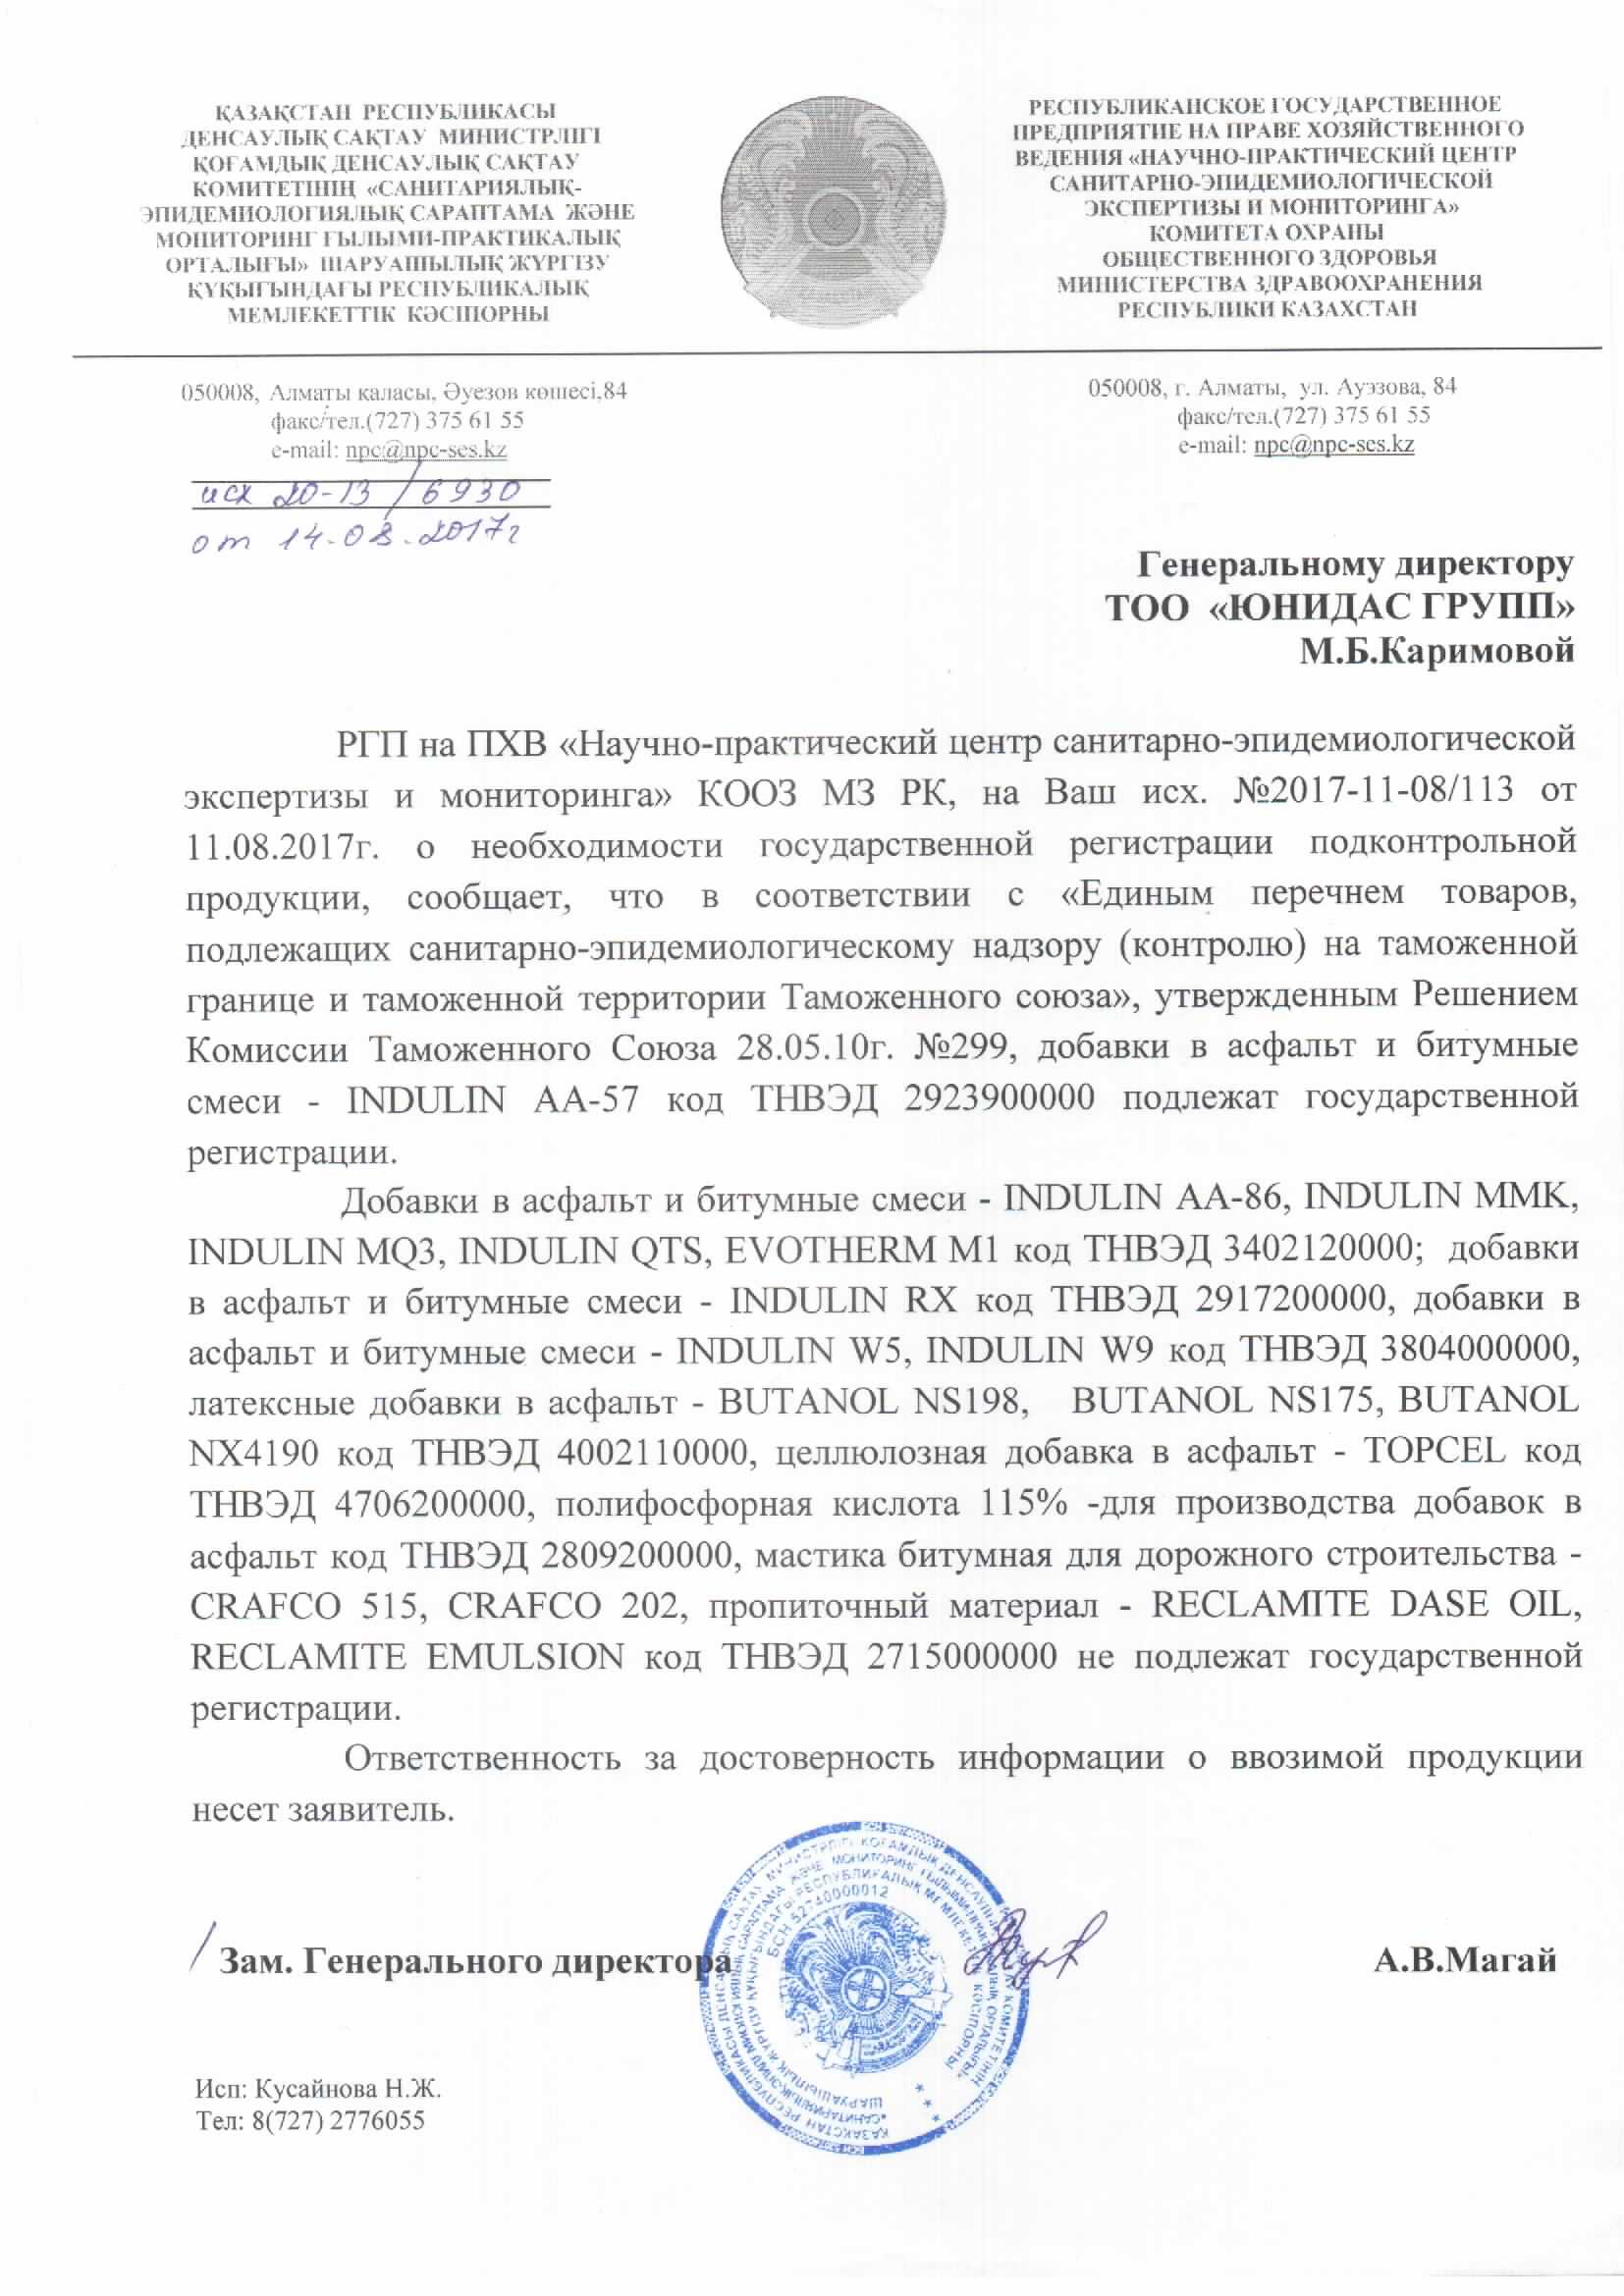 ҚАЗАҚСТАН РЕСПУБЛИКАСЫ
ДЕНСАУЛЫҚ САҚТАУ МИНИСТРЛІГІ
ҚОҒАМДЫҚ ДЕНСАУЛЫҚ САҚТАУ
КОМИТЕТІНІҢ «САНИТАРИЯЛЫҚ-
ЭПИДЕМИОЛОГИЯЛЫҚ САРАПТАМА ЖӘНЕ
МОНИТОРИНГ ҒЫЛЫМИ-ПРАКТИКАЛЫҚ
ОРТАЛЫҒЫ» ШАРУАШЫЛЫҚ ЖҮРГІЗУ
ҚҰҚЫҒЫНДАҒЫ РЕСПУБЛИКАЛЫҚ
МЕМЛЕКЕТТІК КӘСІПОРНЫ
РЕСПУБЛИКАНСКОЕ ГОСУДАРСТВЕННОЕ
ПРЕДПРИЯТИЕ НА ПРАВЕ ХОЗЯЙСТВЕННОГО
ВЕДЕНИЯ «НАУЧНО-ПРАКТИЧЕСКИЙ ЦЕНТР
САНИТАРНО-ЭПИДЕМИОЛОГИЧЕСКОЙ
ЭКСПЕРТИЗЫ И МОНИТОРИНГА»
КОМИТЕТА ОХРАНЫ
ОБЩЕСТВЕННОГО ЗДОРОВЬЯ
МИНИСТЕРСТВА ЗДРАВООХРАНЕНИЯ
РЕСПУБЛИКИ КАЗАХСТАН
050008, Алматы қаласы, Әуезов көшесі,84
факс/тел.(727) 375 61 55
e-mail: npc@npc-ses.kz
050008, г. Алматы, ул. Ауэзова, 84
факс/тел.(727) 375 61 55
e-mail: npc@npc-ses.kz
исх 20-13/6930
от 14.08.2017г
Генеральному директору
ТОО «ЮНИДАС ГРУПП»
М.Б.Каримовой
РГП на ПХВ «Научно-практический центр санитарно-эпидемиологической
экспертизы и мониторинга» КООЗ МЗ РК, на Ваш исх. №2017-11-08/113 от
11.08.2017г. о необходимости государственной регистрации подконтрольной
продукции, сообщает, что в соответствии с «Единым перечнем товаров,
подлежащих санитарно-эпидемиологическому надзору (контролю) на таможенной
границе и таможенной территории Таможенного союза», утвержденным Решением
Комиссии Таможенного Союза 28.05.10г. №299, добавки в асфальт и битумные
смеси - INDULIN AA-57 код ТНВЭД 2923900000 подлежат государственной
регистрации.
Добавки в асфальт и битумные смеси - INDULIN AA-86, INDULIN MMK,
INDULIN MQ3, INDULIN QTS, EVOTHERM M1 код ТНВЭД 3402120000; добавки
в асфальт и битумные смеси - INDULIN RX код ТНВЭД 2917200000, добавки в
асфальт и битумные смеси - INDULIN W5, INDULIN W9 код ТНВЭД 3804000000,
латексные добавки в асфальт - BUTANOL NS198, BUTANOL NS175, BUTANOL
NX4190 код ТНВЭД 4002110000, целлюлозная добавка в асфальт - TOPCEL код
ТНВЭД 4706200000, полифосфорная кислота 115% -для производства добавок в
асфальт код ТНВЭД 2809200000, мастика битумная для дорожного строительства -
CRAFCO 515, CRAFCO 202, пропиточный материал - RECLAMITE DASE OIL,
RECLAMITE EMULSION код ТНВЭД 2715000000 не подлежат государственной
регистрации.
Ответственность за достоверность информации о ввозимой продукции
несет заявитель.
Зам. Генерального директора
А.В.Магай
Исп: Кусайнова Н.Ж.
Тел: 8(727) 2776055